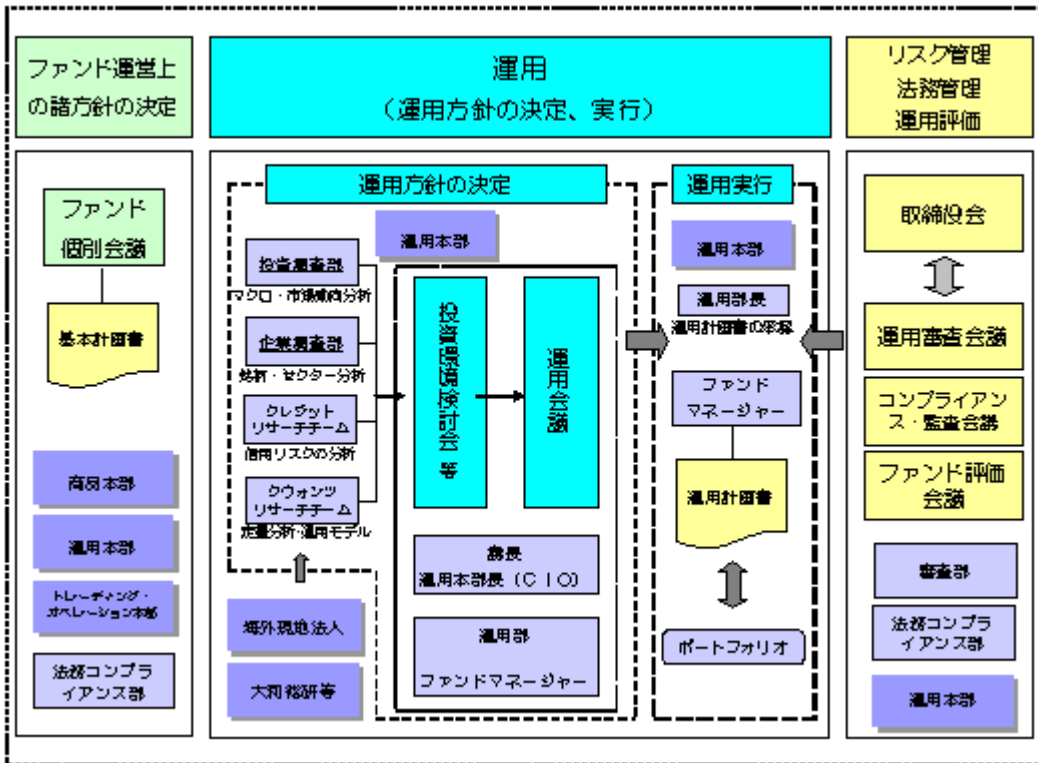 ファンド運営上
の諸方針の決定
運用
（運用方針の決定、実行）
リスク管理
法務管理
運用評価
ファンド
個別会議
基本計画書
商品本部
運用本部
トレーディング・
オペレーション本部
法務コンプラ
イアンス部
運用方針の決定
運用本部
投資調査部
マクロ・市場動向分析
企業調査部
銘柄・セクター分析
クレジット
リサーチチーム
信用リスクの分析
クウォンツ
リサーチチーム
定量分析・運用モデル
海外現地法人
大和総研等
投資環境検討会 等
運用会議
議長
運用本部長（ＣＩＯ）
運用部
ファンドマネージャー
運用実行
運用本部
運用部長
運用計画書の承認
ファンド
マネージャー
運用計画書
ポートフォリオ
取締役会
運用審査会議
コンプライアン
ス・監査会議
ファンド評価
会議
審査部
法務コンプラ
イアンス部
運用本部